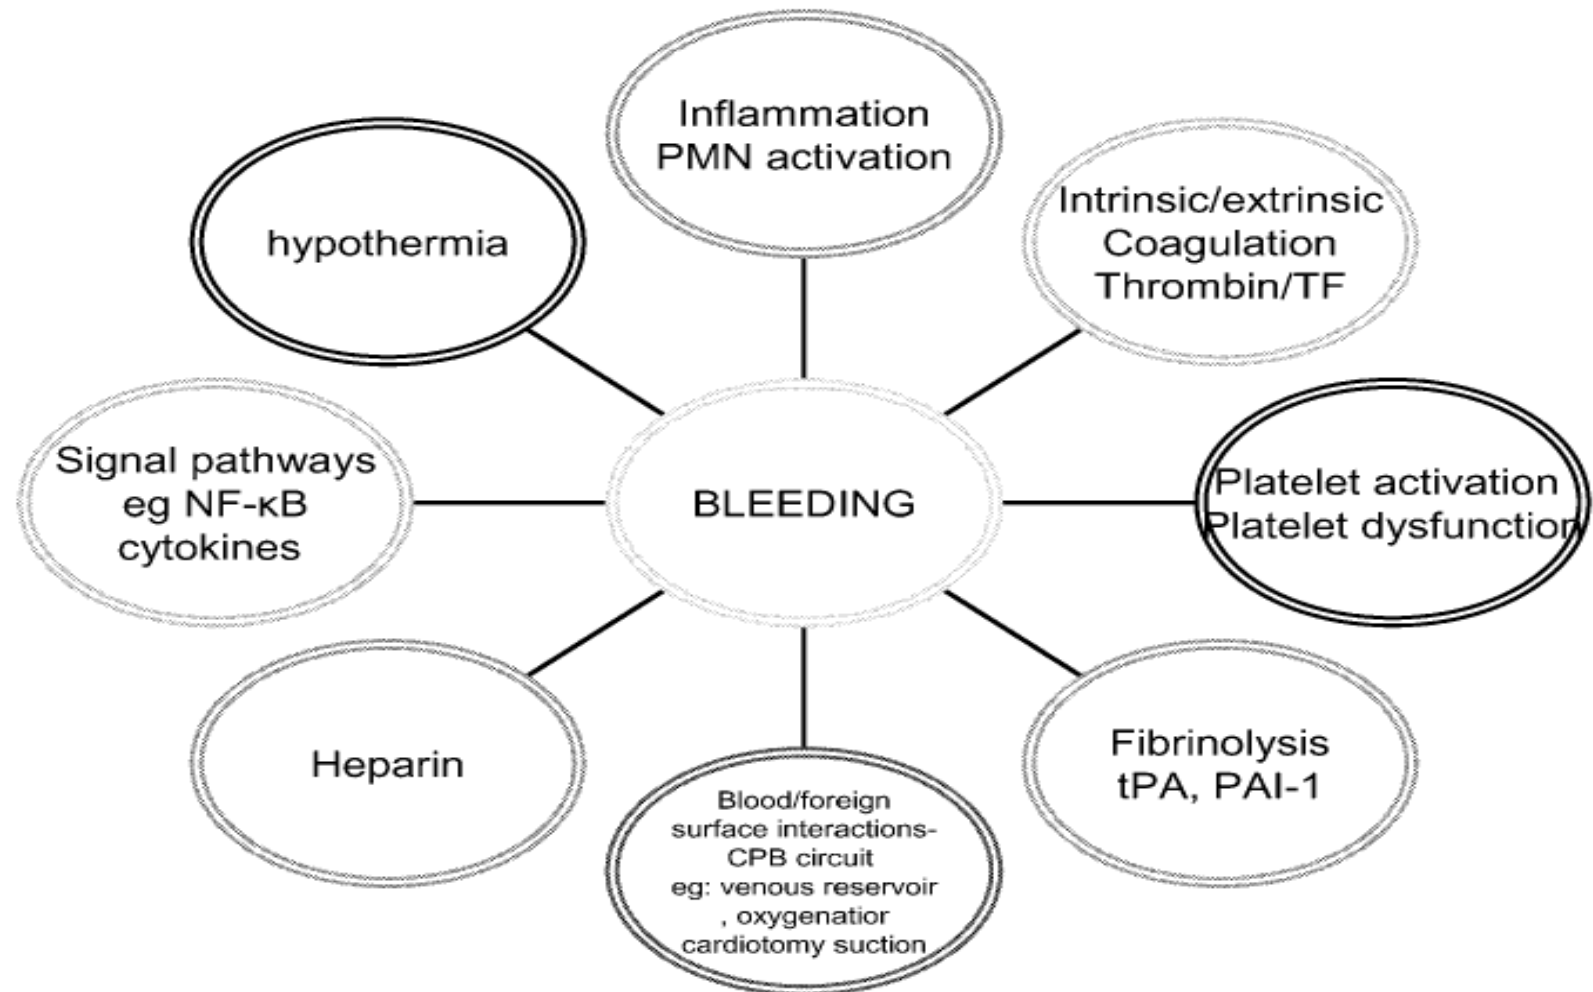 Inflammation
PMN activation
Intrinsic/extrinsic
Coagulation
Thrombin/TF
Platelet activation
Platelet dysfunction
Fibrinolysis
tPA, PAI-1
Blood/foreign
surface interactions-
CPB circuit
eg: venous reservoir
, oxygenatior
cardiotomy suction
Heparin
Signal pathways
eg NF-κB
cytokines
hypothermia
BLEEDING